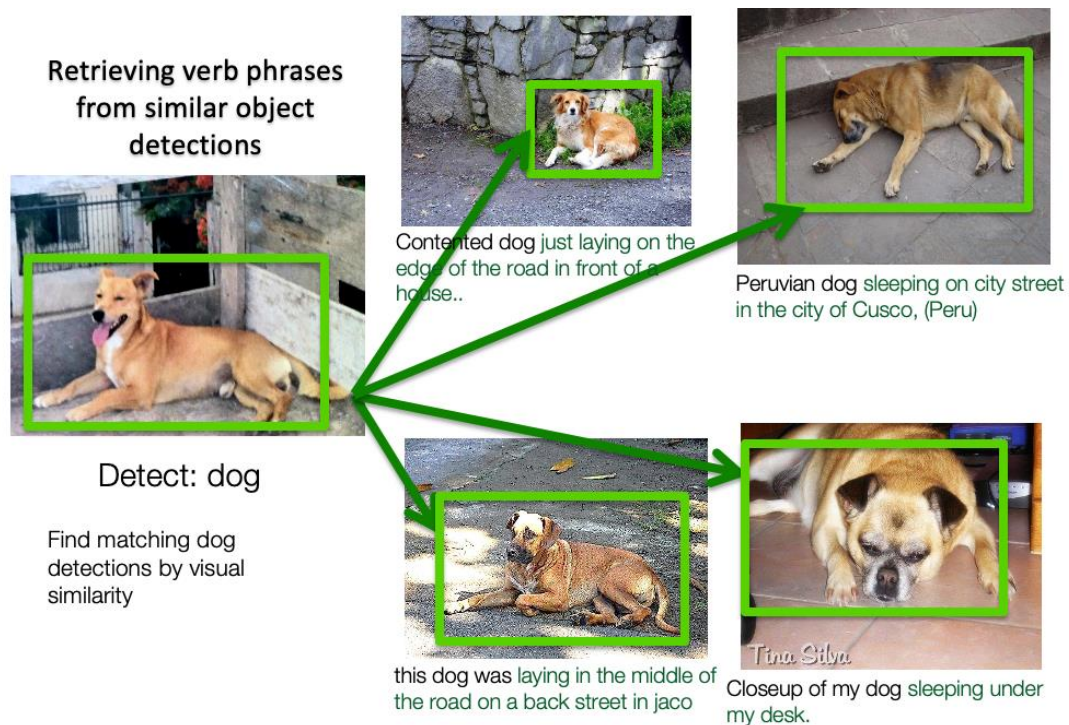 Retrieving verb phrases
from similar object
detections
Detect: dog
Find matching dog
detections by visual
similarity
Contented dog just laying on the
edge of the road in front of a
house..
Peruvian dog sleeping on city street
in the city of Cusco, (Peru)
this dog was laying in the middle of
the road on a back street in jaco
Tina Silva
Closeup of my dog sleeping under
my desk.